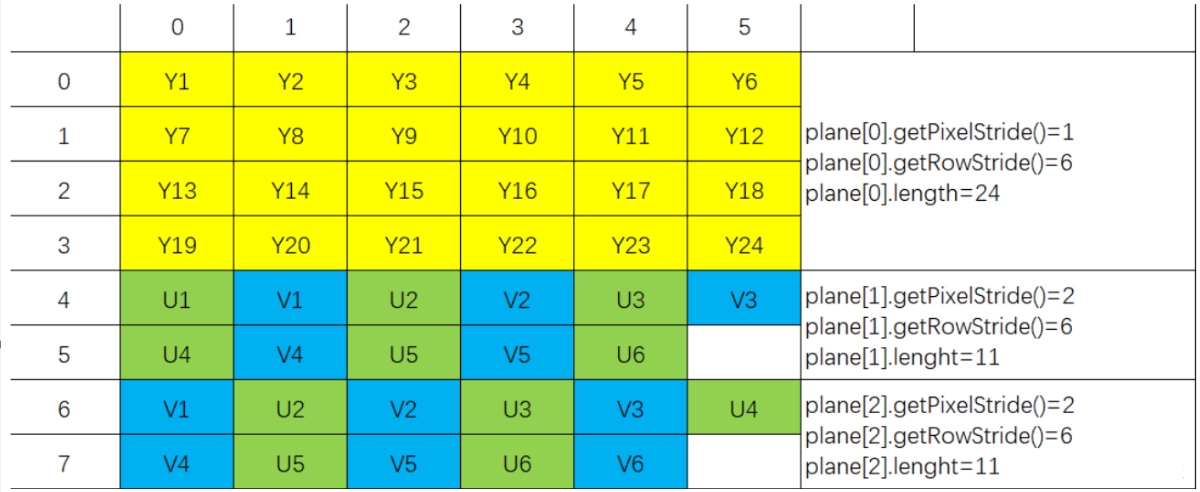 0 1 2 3 4 5
0 Y1 Y2 Y3 Y4 Y5 Y6
1 Y7 Y8 Y9 Y10 Y11 Y12
2 Y13 Y14 Y15 Y16 Y17 Y18
3 Y19 Y20 Y21 Y22 Y23 Y24
plane[0].getPixelStride()=1
plane[0].getRowStride()=6
plane[0].length=24
4 U1 V1 U2 V2 U3 V3
5 U4 V4 U5 V5 U6
plane[1].getPixelStride()=2
plane[1].getRowStride()=6
plane[1].lenght=11
6 V1 U2 V2 U3 V3 U4
7 V4 U5 V5 U6 V6
plane[2].getPixelStride()=2
plane[2].getRowStride()=6
plane[2].lenght=11